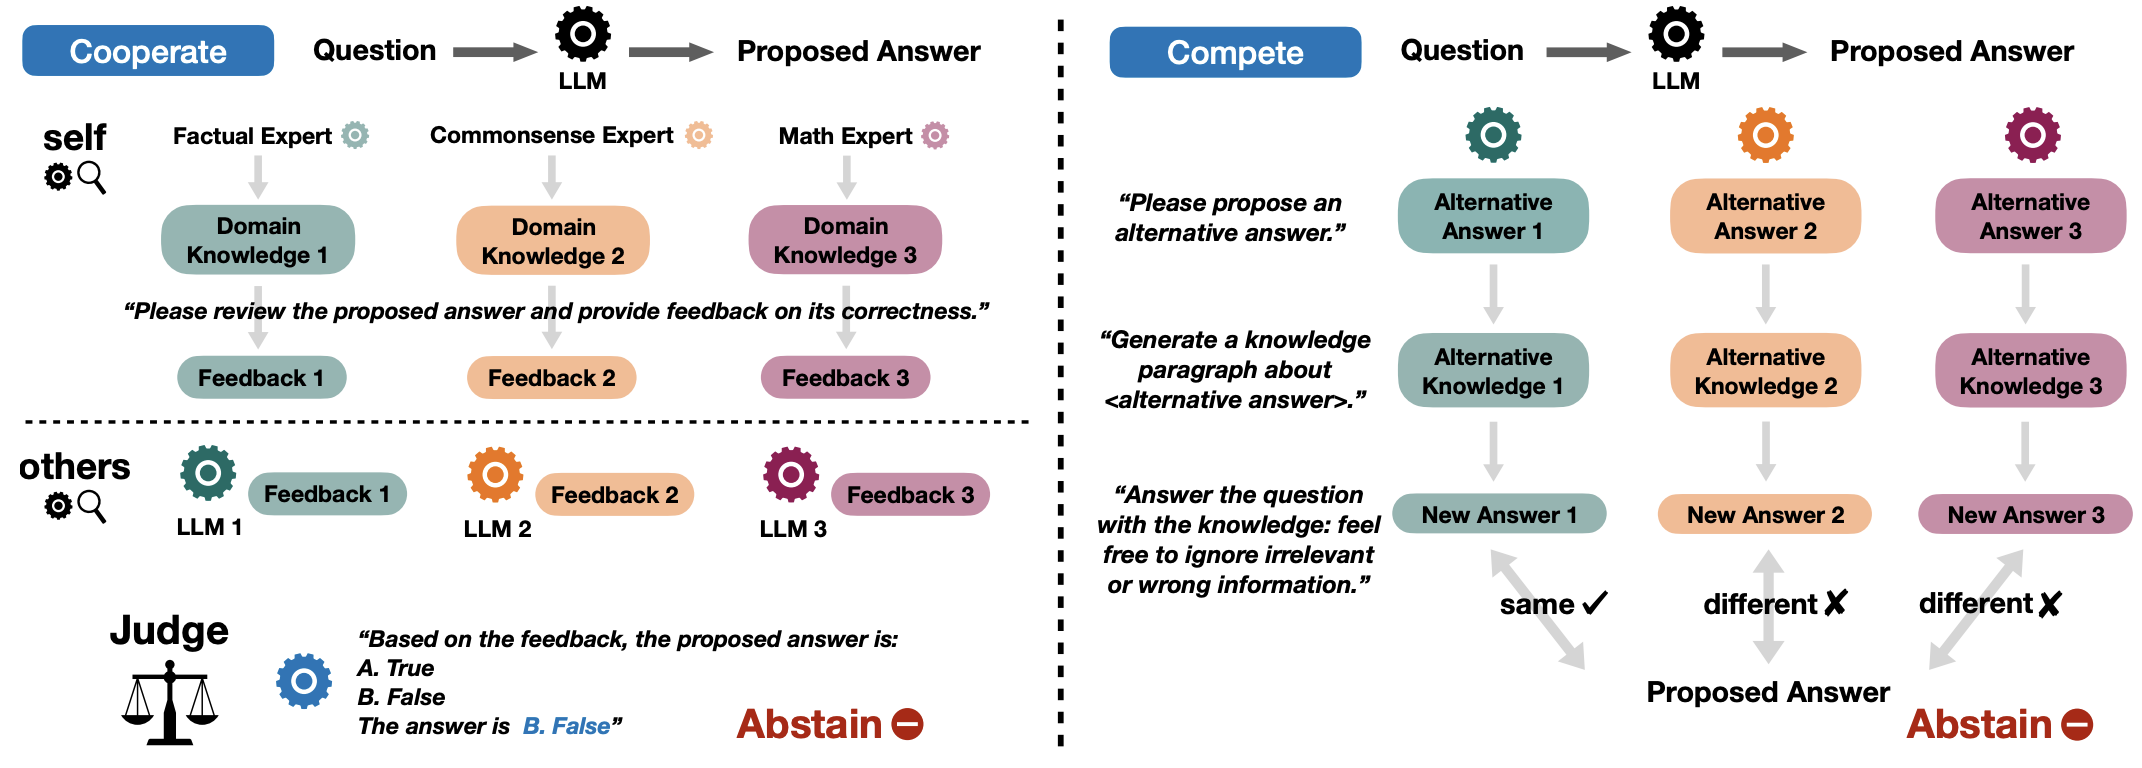 Cooperate
Question
LLM
Proposed Answer
self
Factual Expert
Commonsense Expert
Math Expert
Domain
Knowledge 1
Domain
Knowledge 2
Domain
Knowledge 3
“Please review the proposed answer and provide feedback on its correctness.”
Feedback 1
Feedback 2
Feedback 3
others
LLM 1
Feedback 1
LLM 2
Feedback 2
LLM 3
Feedback 3
Judge
“Based on the feedback, the proposed answer is:
A. True
B. False
The answer is B. False”
Abstain
Compete
Question
LLM
Proposed Answer
“Please propose an
alternative answer.”
Alternative
Answer 1
Alternative
Answer 2
Alternative
Answer 3
“Generate a knowledge
paragraph about
<alternative answer>.”
Alternative
Knowledge 1
Alternative
Knowledge 2
Alternative
Knowledge 3
“Answer the question
with the knowledge: feel
free to ignore irrelevant
or wrong information.”
New Answer 1
New Answer 2
New Answer 3
same ✓
different ✘
different ✘
Proposed Answer
Abstain